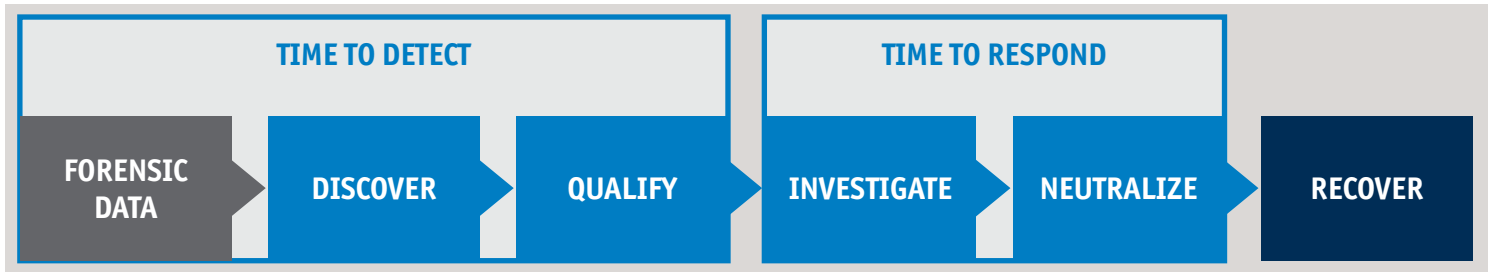 TIME TO DETECT
TIME TO RESPOND
FORENSIC
DATA
DISCOVER
QUALIFY
INVESTIGATE
NEUTRALIZE
RECOVER